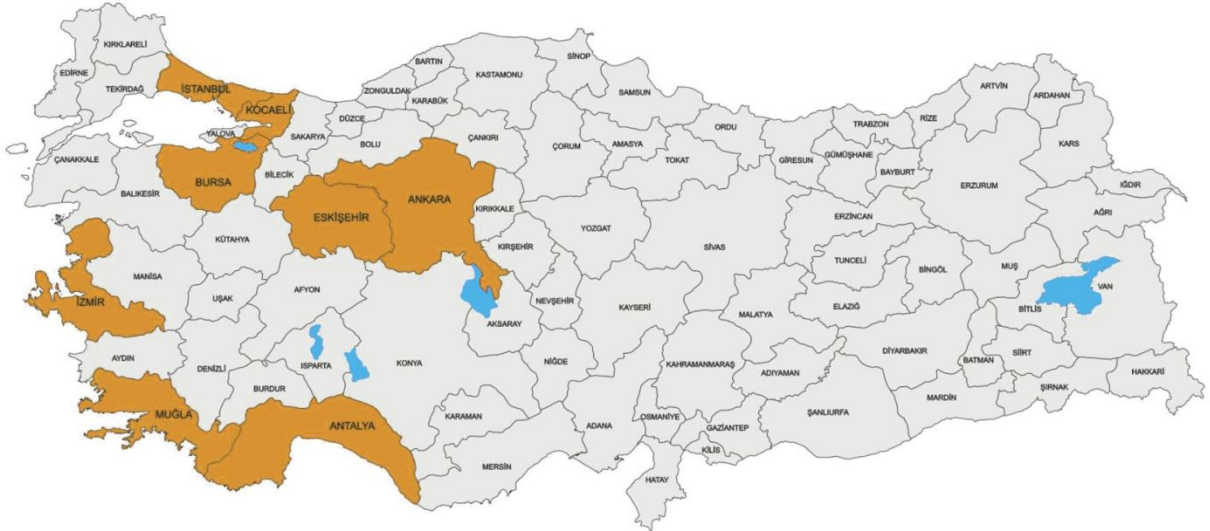 KIRKLARELİ
EDİRNE
TEKİRDAĞ
İSTANBUL
KOCAELİ
YALOVA
SAKARYA
DÜZCE
ZONGULDAK
BARTIN
KARABÜK
KASTAMONU
SİNOP
SAMSUN
ORDU
TRABZON
RİZE
ARTVİN
ARDAHAN
KARS
ÇANAKKALE
BALIKESİR
BURSA
BİLECİK
BOLU
ÇANKIRI
ÇORUM
AMASYA
TOKAT
GİRESUN
GÜMÜŞHANE
BAYBURT
ERZURUM
IĞDIR
AĞRI
ESKİŞEHİR
ANKARA
KIRIKKALE
YOZGAT
SİVAS
ERZİNCAN
KÜTAHYA
KIRŞEHİR
TUNCELİ
BİNGÖL
MUŞ
VAN
BİTLİS
İZMİR
MANİSA
UŞAK
AFYON
AKSARAY
NEVŞEHİR
KAYSERİ
MALATYA
ELAZIĞ
AYDIN
DENİZLİ
ISPARTA
BURDUR
KONYA
NİĞDE
KAHRAMANMARAŞ
ADIYAMAN
DİYARBAKIR
BATMAN
SİİRT
HAKKARİ
ŞIRNAK
MARDİN
MUĞLA
ANTALYA
KARAMAN
MERSİN
ADANA
OSMANİYE
GAZİANTEP
KİLİS
ŞANLIURFA
HATAY